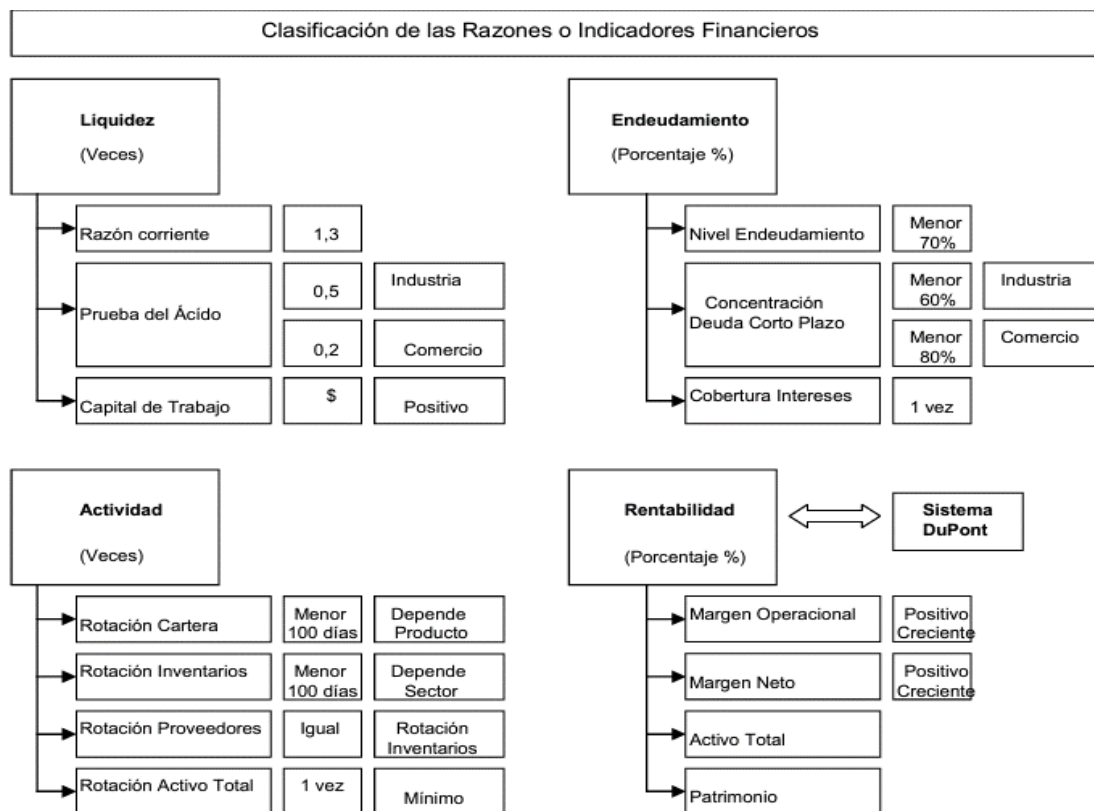 Clasificación de las Razones o Indicadores Financieros
Liquidez
(Veces)
Razón corriente
1,3
Prueba del Ácído
0,5
Industria
0,2
Comercio
Capital de Trabajo
$
Positivo
Endeudamiento
(Porcentaje %)
Nivel Endeudamiento
Menor
70%
Concentración
Deuda Corto Plazo
Menor
60%
Industria
Menor
80%
Comercio
Cobertura Intereses
1 vez
Actividad
(Veces)
Rotación Cartera
Menor
100 días
Depende
Producto
Rotación Inventarios
Menor
100 días
Depende
Sector
Rotación Proveedores
Igual
Rotación
Inventarios
Rotación Activo Total
1 vez
Mínimo
Rentabilidad
(Porcentaje %)
Sistema
DuPont
Margen Operacional
Positivo
Creciente
Margen Neto
Positivo
Creciente
Activo Total
Patrimonio